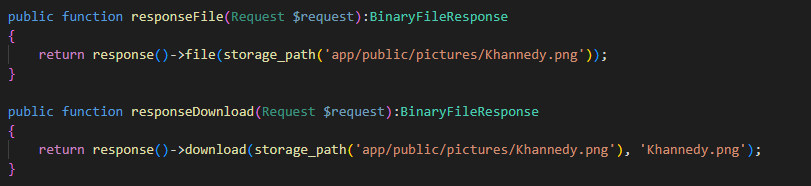 public function responseFile(Request $request):BinaryFileResponse
{
    return response()->file(storage_path('app/public/pictures/Khannedy.png'));
}
public function responseDownload(Request $request):BinaryFileResponse
{
    return response()->download(storage_path('app/public/pictures/Khannedy.png'), 'Khannedy.png');
}